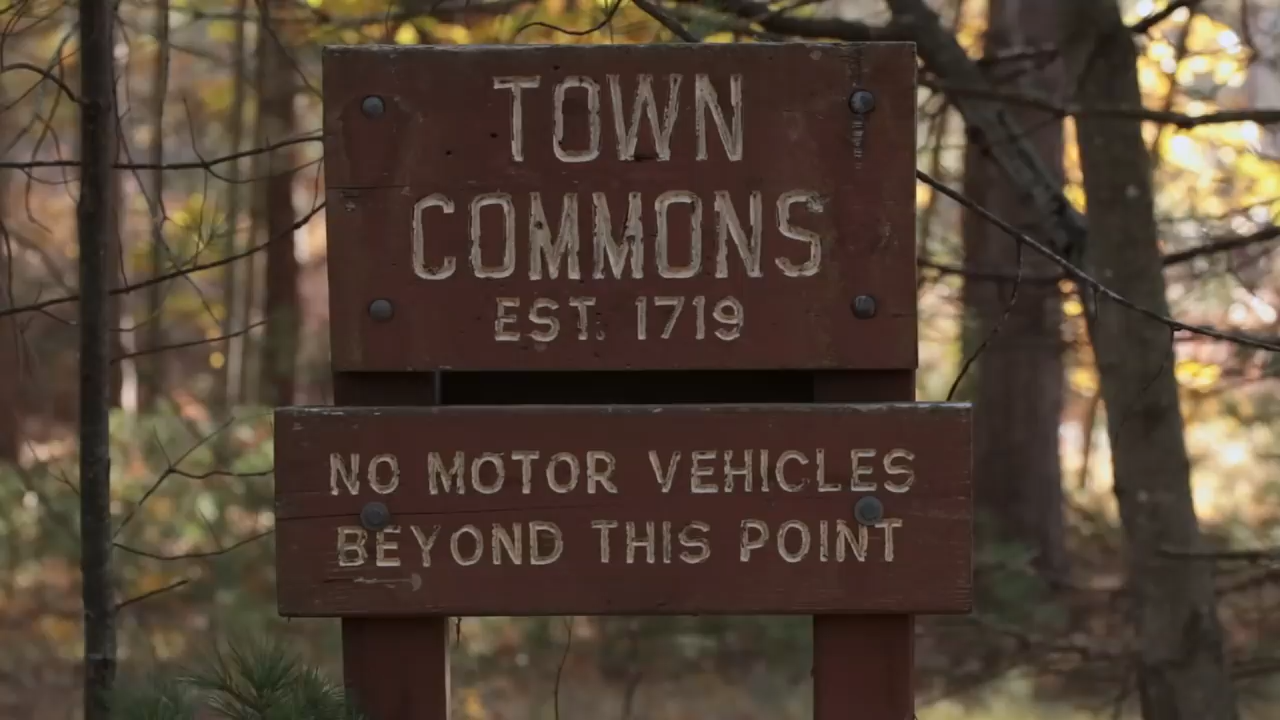 TOWN
COMMONS
EST. 1719
NO MOTOR VEHICLES
BEYOND THIS POINT